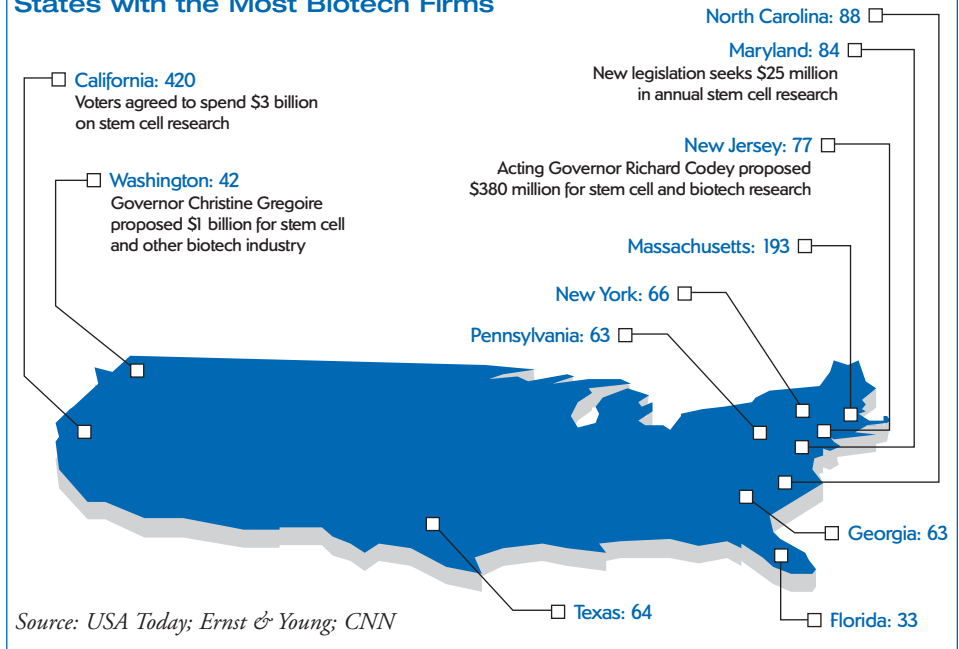 States with the Most Biotech Firms
North Carolina: 88
Maryland: 84
New legislation seeks $25 million
in annual stem cell research
California: 420
Voters agreed to spend $3 billion
on stem cell research
New Jersey: 77
Acting Governor Richard Codey proposed
$380 million for stem cell and biotech research
Washington: 42
Governor Christine Gregoire
proposed $1 billion for stem cell
and other biotech industry
Massachusetts: 193
New York: 66
Pennsylvania: 63
Georgia: 63
Texas: 64
Florida: 33
Source: USA Today; Ernst & Young; CNN